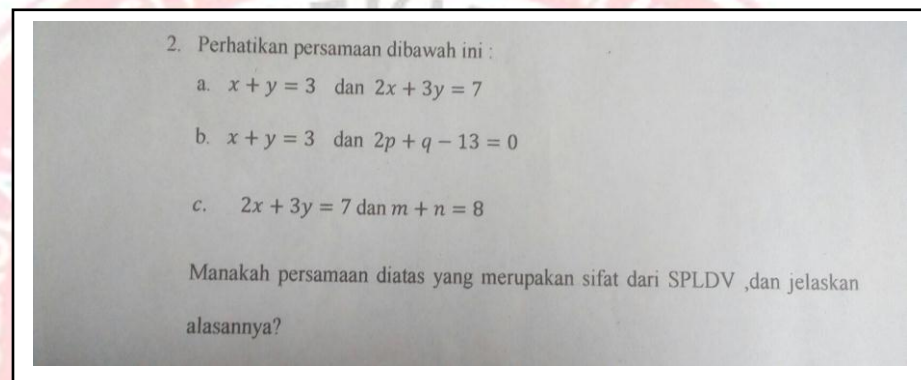 2. Perhatikan persamaan dibawah ini :
a. x + y = 3 dan 2x + 3y = 7
b. x + y = 3 dan 2p + q − 13 = 0
c. 2x + 3y = 7 dan m + n = 8
Manakah persamaan diatas yang merupakan sifat dari SPLDV ,dan jelaskan
alasannya?